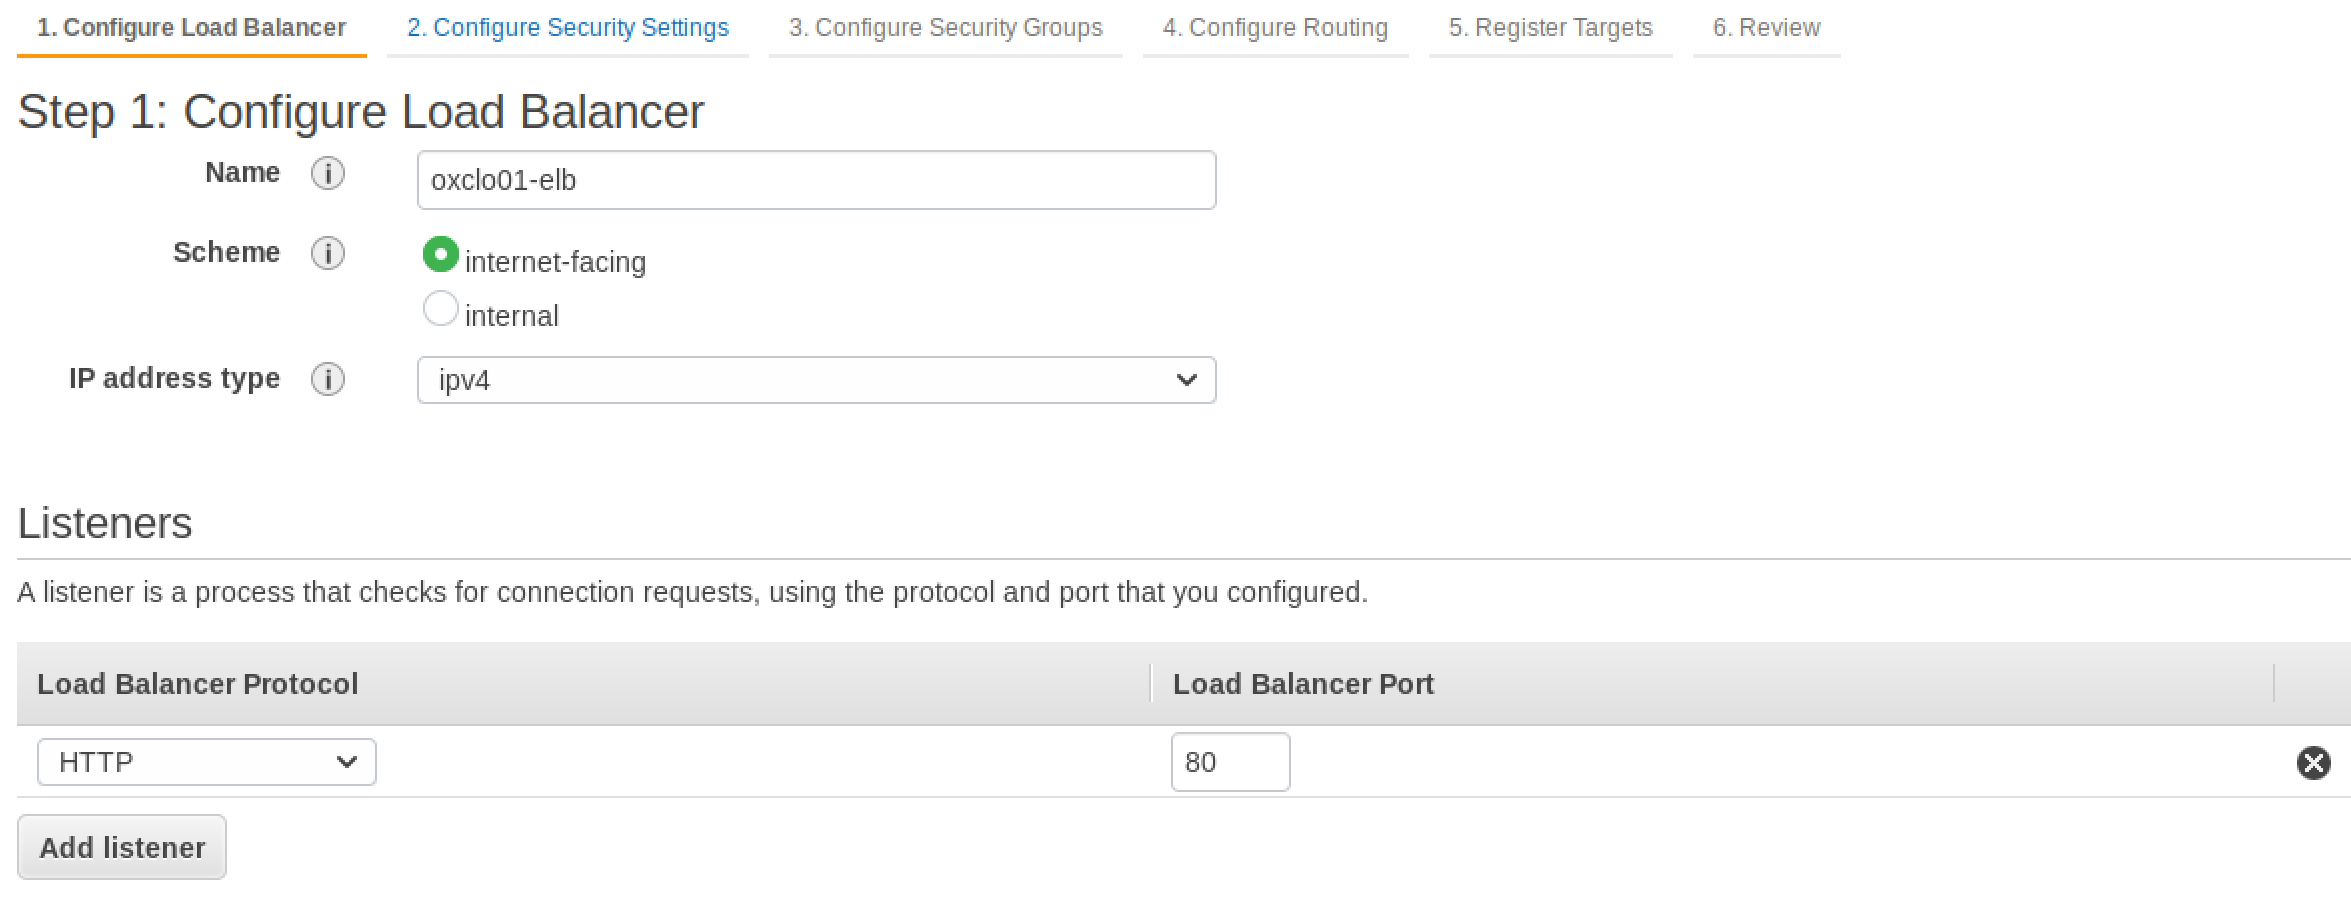 1. Configure Load Balancer 2. Configure Security Settings 3. Configure Security Groups 4. Configure Routing 5. Register Targets 6. Review
Step 1: Configure Load Balancer
Name i oxclo01-elb
Scheme i internet-facing
internal
IP address type i ipv4
Listeners
A listener is a process that checks for connection requests, using the protocol and port that you configured.
Load Balancer Protocol Load Balancer Port
HTTP 80
Add listener